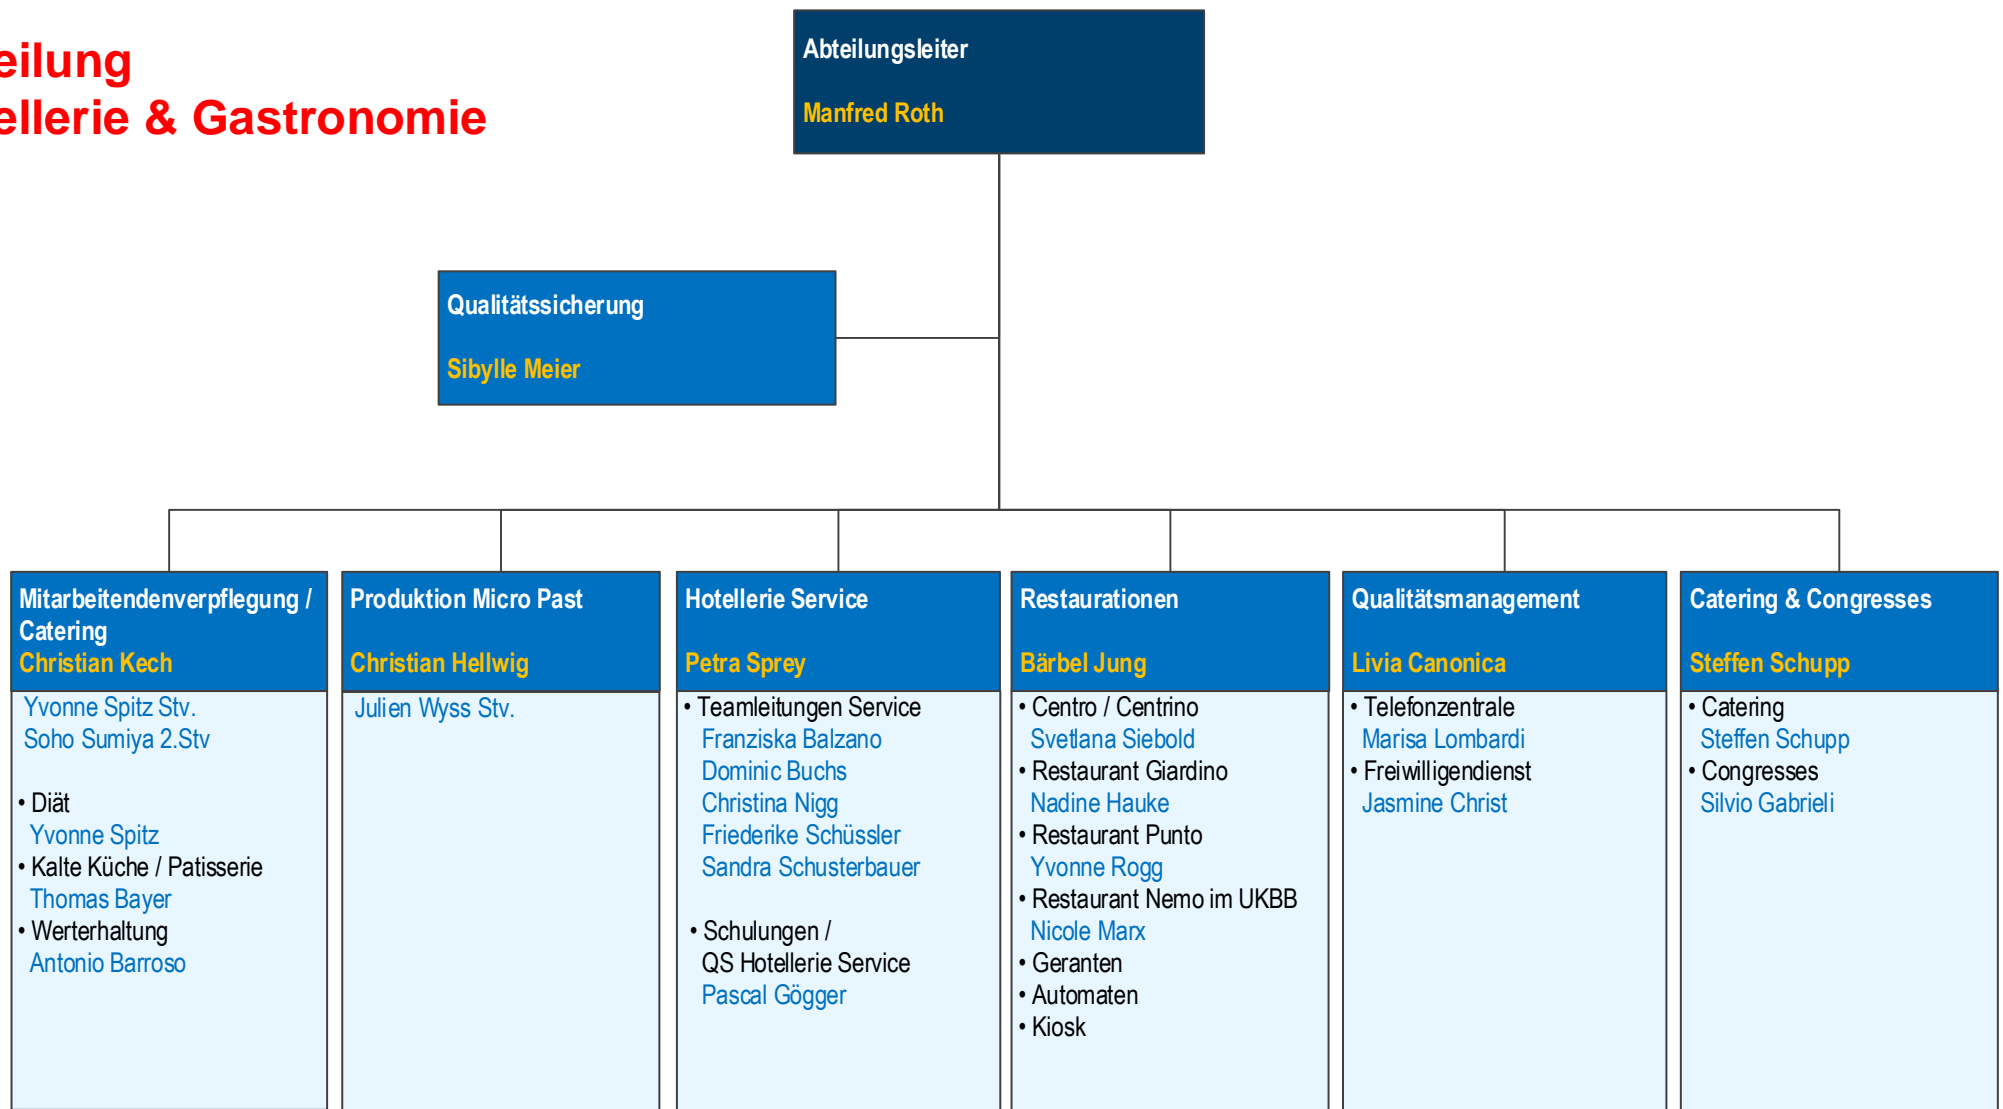 eilung
ellerie & Gastronomie
Abteilungsleiter
Manfred Roth
Qualitätssicherung
Sibylle Meier
Mitarbeitendenverpflegung /
Catering
Christian Kech
Yvonne Spitz Stv.
Soho Sumiya 2.Stv
• Diät
Yvonne Spitz
• Kalte Küche / Patisserie
Thomas Bayer
• Werterhaltung
Antonio Barroso
Produktion Micro Past
Christian Hellwig
Julien Wyss Stv.
Hotellerie Service
Petra Sprey
• Teamleitungen Service
Franziska Balzano
Dominic Buchs
Christina Nigg
Friederike Schüssler
Sandra Schusterbauer
• Schulungen /
QS Hotellerie Service
Pascal Gögger
Restaurationen
Bärbel Jung
• Centro / Centrino
Svetlana Siebold
• Restaurant Giardino
Nadine Hauke
• Restaurant Punto
Yvonne Rogg
• Restaurant Nemo im UKBB
Nicole Marx
• Geranten
• Automaten
• Kiosk
Qualitätsmanagement
Livia Canonica
• Telefonzentrale
Marisa Lombardi
• Freiwilligendienst
Jasmine Christ
Catering & Congresses
Steffen Schupp
• Catering
Steffen Schupp
• Congresses
Silvio Gabrieli